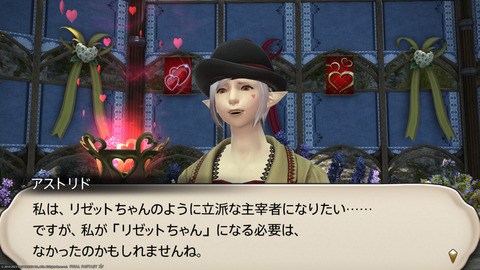 アストリド
私は、リゼットちゃんのように立派な主宰者になりたい……
ですが、私が「リゼットちゃん」になる必要は、
なかったのかもしれませんね。
FINAL FANTASY XIV